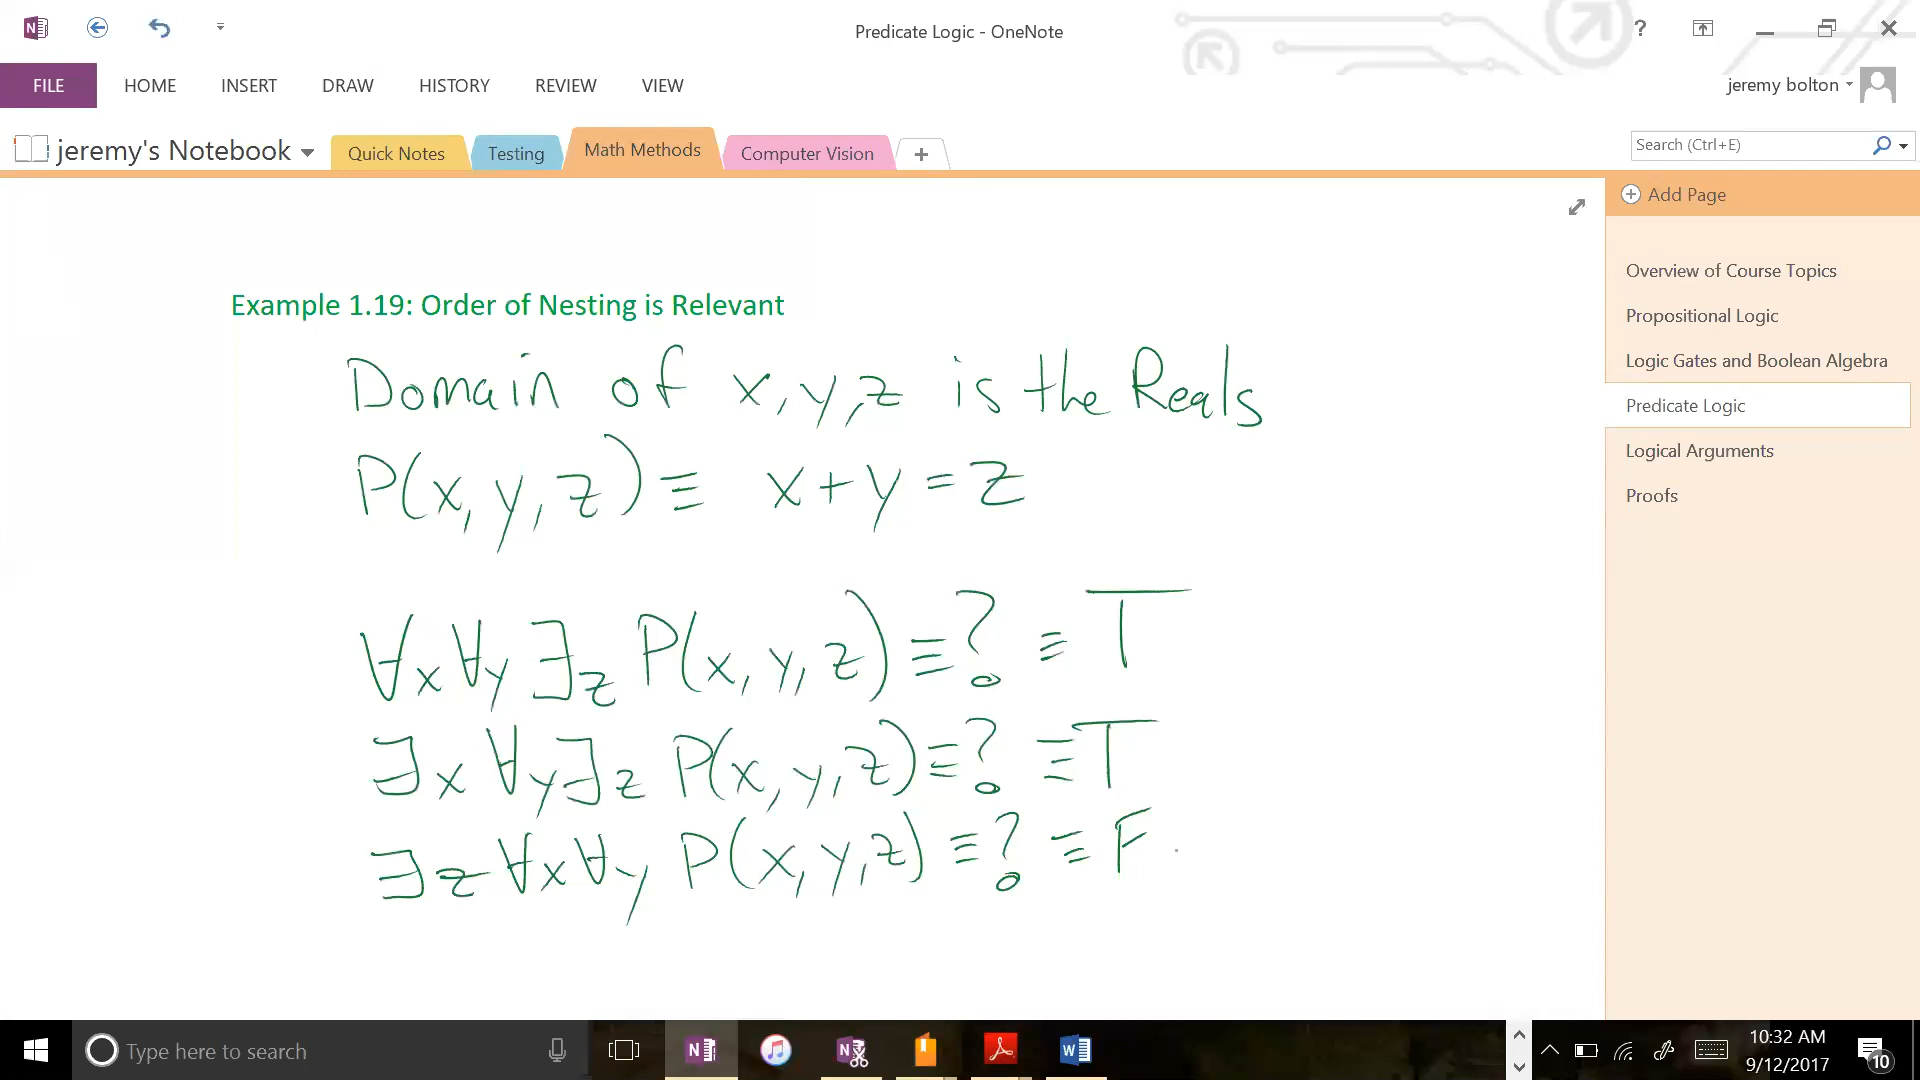 Predicate Logic - OneNote
?
FILE HOME INSERT DRAW HISTORY REVIEW VIEW
jeremy bolton
jeremy's Notebook
Quick Notes
Testing
Math Methods
Computer Vision
+
Search (Ctrl+E)
Add Page
Overview of Course Topics
Propositional Logic
Logic Gates and Boolean Algebra
Predicate Logic
Logical Arguments
Proofs
Example 1.19: Order of Nesting is Relevant
Domain of x,y,z is the Reals
P(x,y,z) ≡ x+y=z
∀x∀y∃z P(x,y,z) ≡? ≡ T
∃x∀y∃z P(x,y,z) ≡? ≡ T
∃z∀x∀y P(x,y,z) ≡? ≡ F
Type here to search
10:32 AM
9/12/2017
10